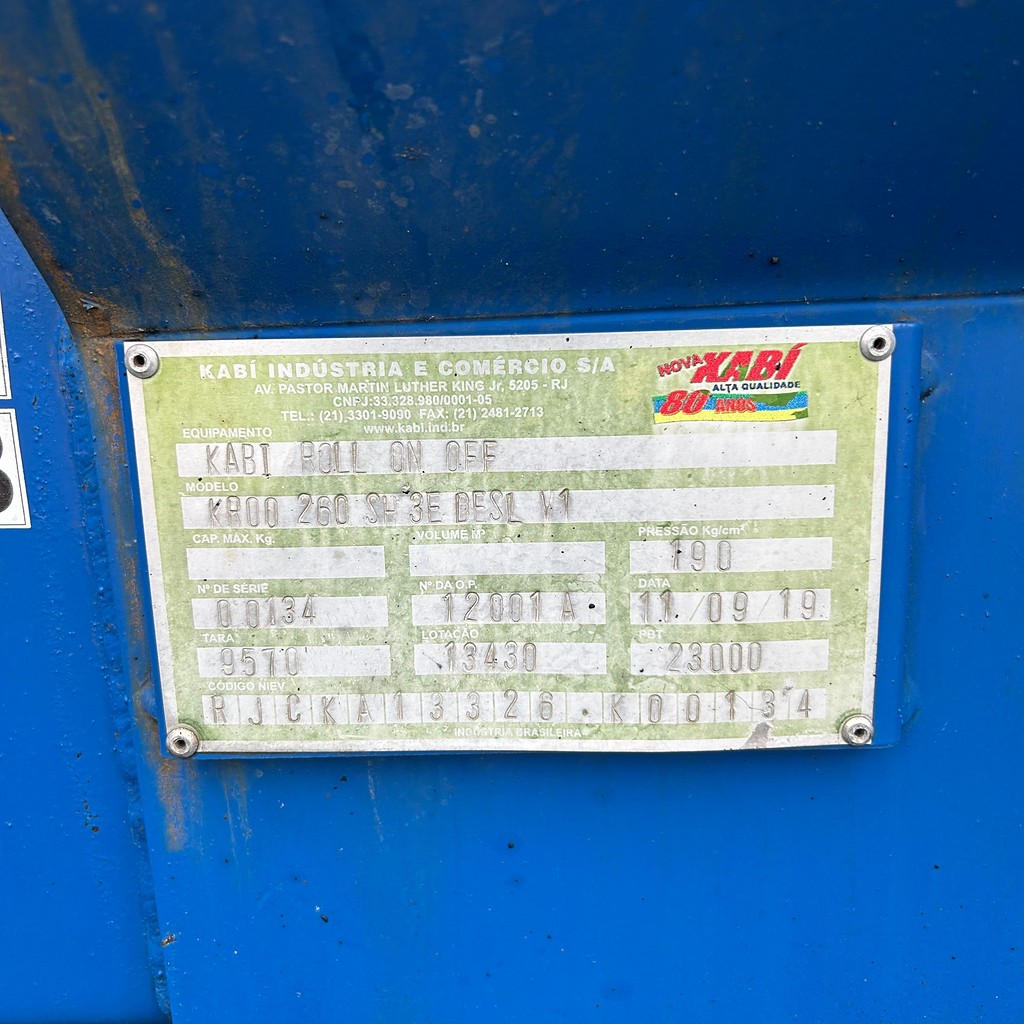 KABÍ INDÚSTRIA E COMÉRCIO S/A
AV. PASTOR MARTIN LUTHER KING Jr, 5205 - RJ
CNPJ:33.328.980/0001-05
TEL.: (21) 3301-9090 FAX: (21) 2481-2713
www.kabi.ind.br
NOVA KABÍ
ALTA QUALIDADE
80 ANOS
EQUIPAMENTO
KABI ROLL ON OFF
MODELO
KROO 260 SH 3E DESL V1
CAP. MÁX. Kg. VOLUME M³ PRESSÃO Kg/cm²
190
Nº DE SÉRIE Nº DA O.P. DATA
00134 12001 A 11/09/19
TARA LOTAÇÃO PBT
9570 13430 23000
CÓDIGO NIEV
RJCKA13326K00134
INDÚSTRIA BRASILEIRA